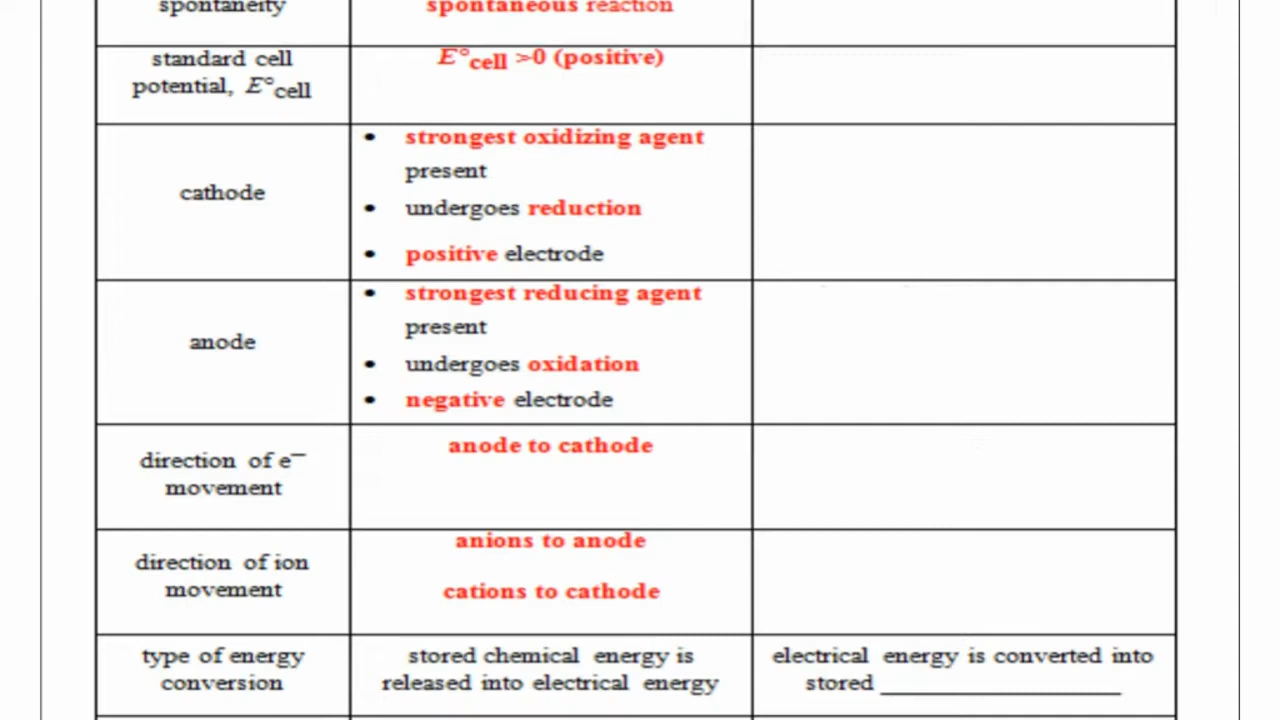 spontaneity
spontaneous reaction
standard cell
potential, E°cell
E°cell >0 (positive)
cathode
• strongest oxidizing agent
present
• undergoes reduction
• positive electrode
anode
• strongest reducing agent
present
• undergoes oxidation
• negative electrode
direction of e−
movement
anode to cathode
direction of ion
movement
anions to anode
cations to cathode
type of energy
conversion
stored chemical energy is
released into electrical energy
electrical energy is converted into
stored ____________________